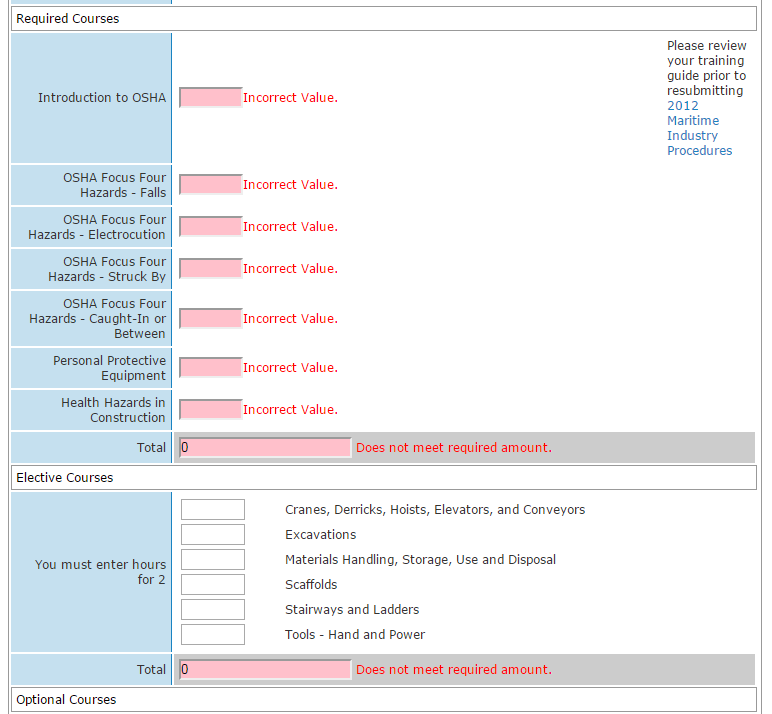 Required Courses
Introduction to OSHA
Incorrect Value.
Please review
your training
guide prior to
resubmitting
2012
Maritime
Industry
Procedures
OSHA Focus Four
Hazards - Falls
Incorrect Value.
OSHA Focus Four
Hazards - Electrocution
Incorrect Value.
OSHA Focus Four
Hazards - Struck By
Incorrect Value.
OSHA Focus Four
Hazards - Caught-In or
Between
Incorrect Value.
Personal Protective
Equipment
Incorrect Value.
Health Hazards in
Construction
Incorrect Value.
Total 0 Does not meet required amount.
Elective Courses
You must enter hours
for 2
Cranes, Derricks, Hoists, Elevators, and Conveyors
Excavations
Materials Handling, Storage, Use and Disposal
Scaffolds
Stairways and Ladders
Tools - Hand and Power
Total 0 Does not meet required amount.
Optional Courses